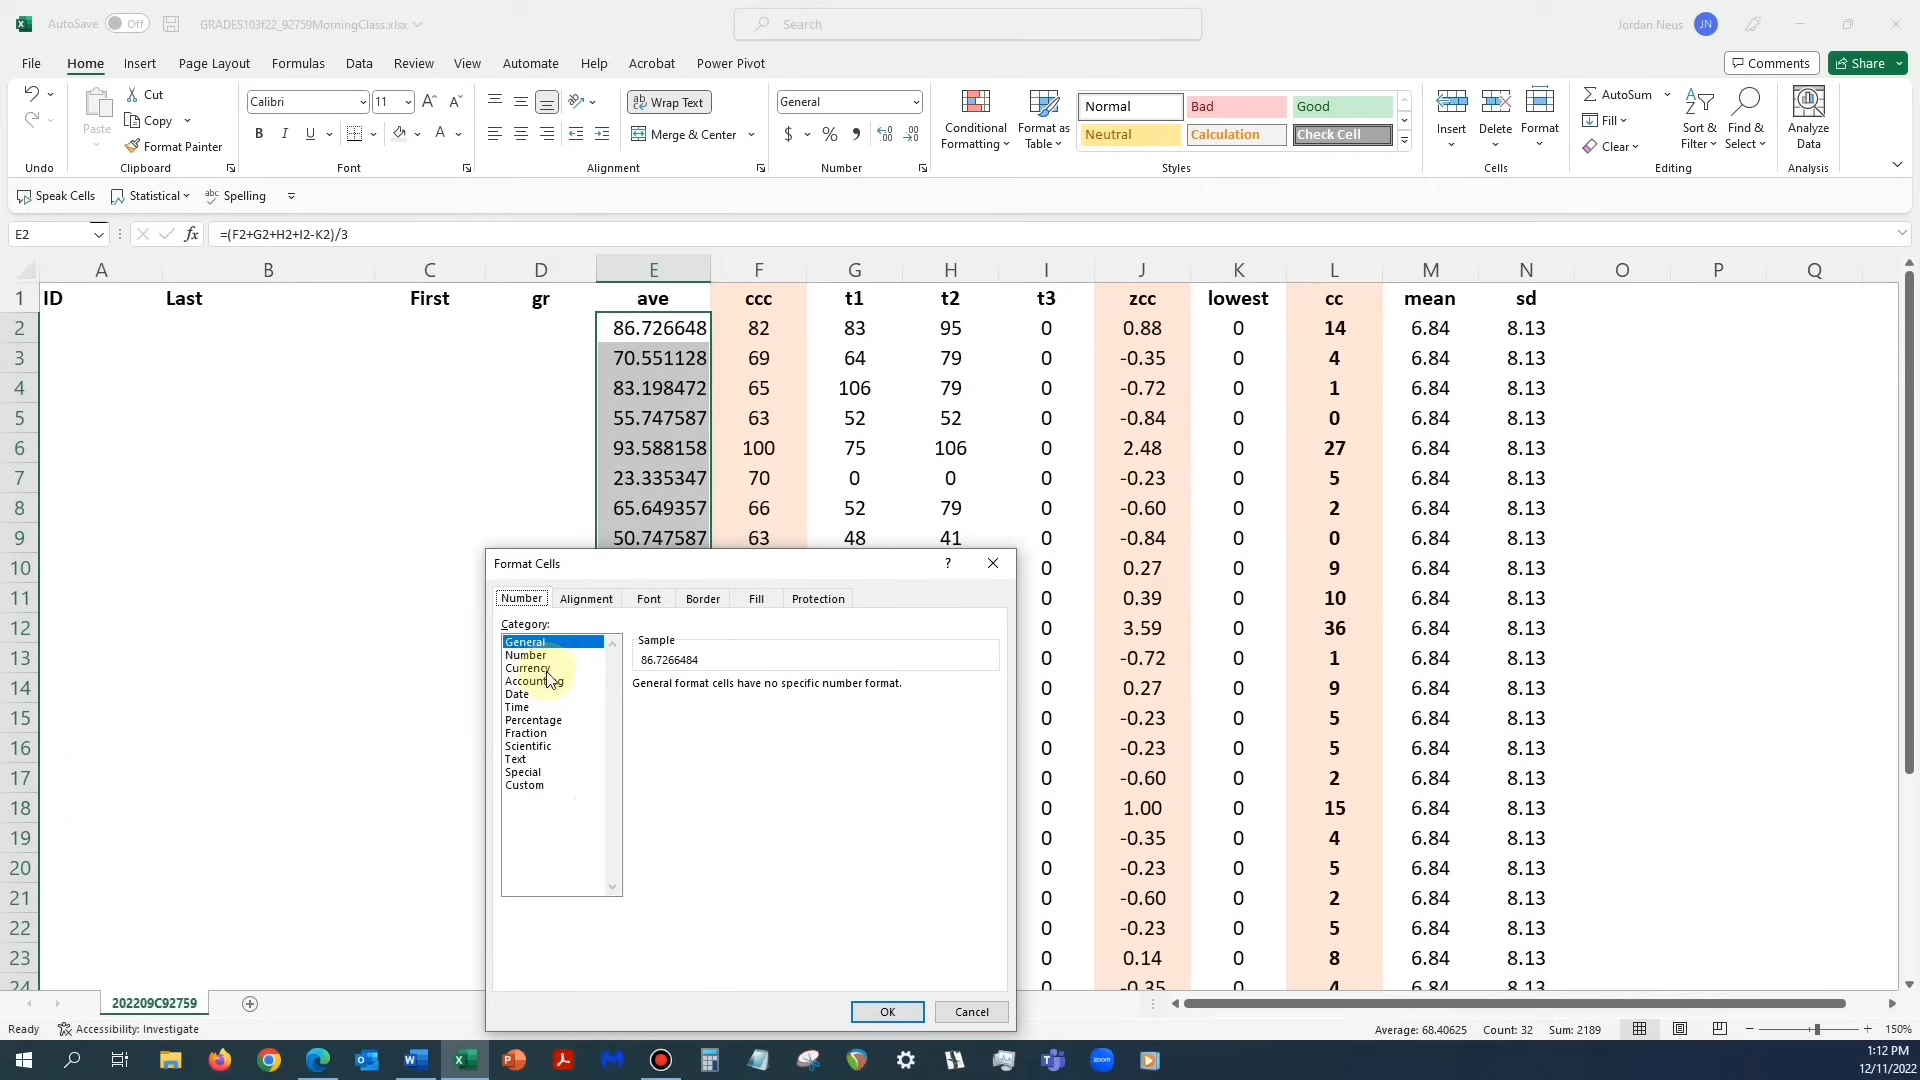 AutoSave Off GRADES103f22_92759MorningClass.xlsx Search Jordan Neus JN
File Home Insert Page Layout Formulas Data Review View Automate Help Acrobat Power Pivot Comments Share
Paste Cut Copy Format Painter
Calibri 11 B I U A
Wrap Text Merge & Center
General $ % ,
Conditional Formatting Format as Table
Normal Bad Good
Neutral Calculation Check Cell
Insert Delete Format
AutoSum Fill Clear
Sort & Filter Find & Select Analyze Data
Undo Clipboard Font Alignment Number Styles Cells Editing Analysis
Speak Cells Statistical abc Spelling
E2 fx =(F2+G2+H2+I2-K2)/3
A B C D E F G H I J K L M N O P Q
1 ID Last First gr ave ccc t1 t2 t3 zcc lowest cc mean sd
2 86.726648 82 83 95 0 0.88 0 14 6.84 8.13
3 70.551128 69 64 79 0 -0.35 0 4 6.84 8.13
4 83.198472 65 106 79 0 -0.72 0 1 6.84 8.13
5 55.747587 63 52 52 0 -0.84 0 0 6.84 8.13
6 93.588158 100 75 106 0 2.48 0 27 6.84 8.13
7 23.335347 70 0 0 0 -0.23 0 5 6.84 8.13
8 65.649357 66 52 79 0 -0.60 0 2 6.84 8.13
9 50.747587 63 48 41 0 -0.84 0 0 6.84 8.13
10 0 0.27 0 9 6.84 8.13
11 0 0.39 0 10 6.84 8.13
12 0 3.59 0 36 6.84 8.13
13 0 -0.72 0 1 6.84 8.13
14 0 0.27 0 9 6.84 8.13
15 0 -0.23 0 5 6.84 8.13
16 0 -0.23 0 5 6.84 8.13
17 0 -0.60 0 2 6.84 8.13
18 0 1.00 0 15 6.84 8.13
19 0 -0.35 0 4 6.84 8.13
20 0 -0.23 0 5 6.84 8.13
21 0 -0.60 0 2 6.84 8.13
22 0 -0.23 0 5 6.84 8.13
23 0 0.14 0 8 6.84 8.13
24 0 -0.35 0 4 6.84 8.13
Format Cells ?
Number Alignment Font Border Fill Protection
Category:
General
Number
Currency
Accounting
Date
Time
Percentage
Fraction
Scientific
Text
Special
Custom
Sample
86.7266484
General format cells have no specific number format.
OK Cancel
202209C92759
Ready Accessibility: Investigate Average: 68.40625 Count: 32 Sum: 2189 150%
zoom
1:12 PM
12/11/2022